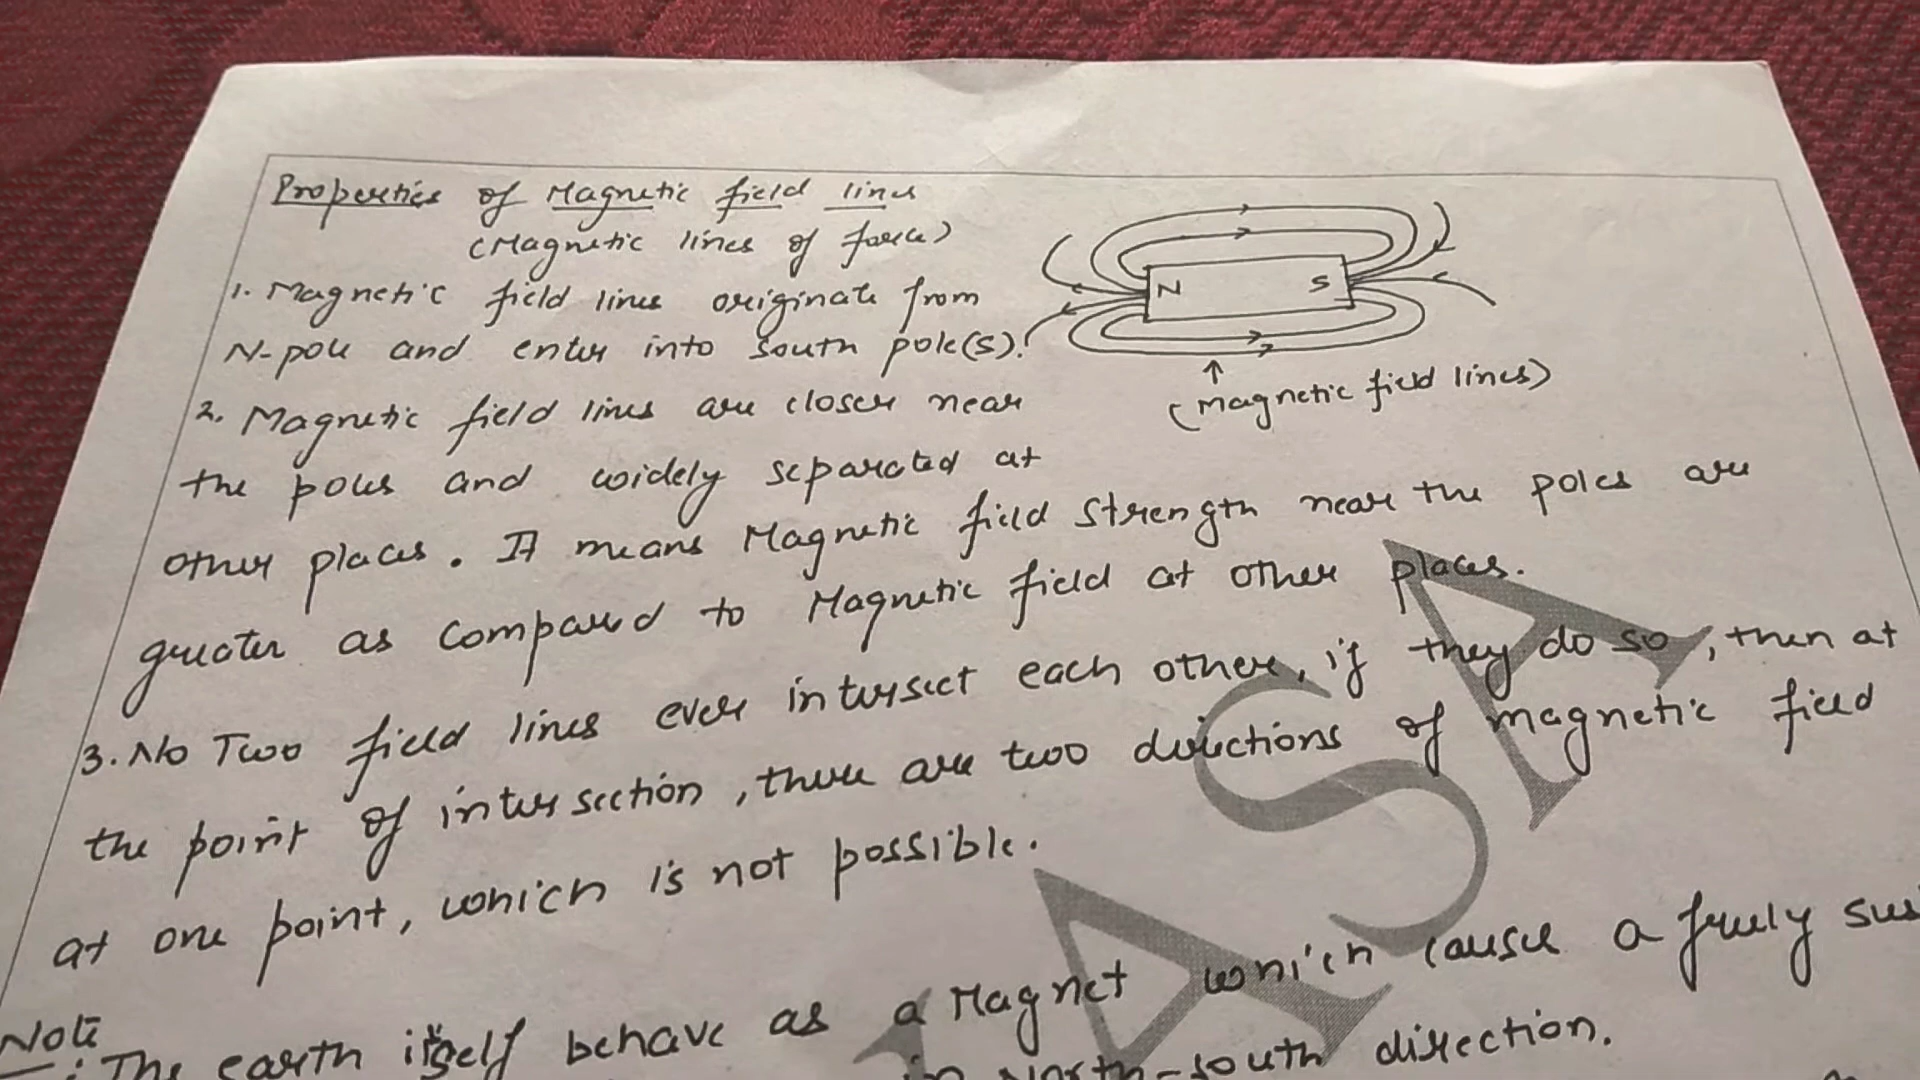 Properties of Magnetic field lines
(Magnetic lines of force)
1. Magnetic field lines originate from
N-pole and enter into south pole(s).
N S
(Magnetic field lines)
2. Magnetic field lines are closer near
the poles and widely separated at
other places. It means Magnetic field strength near the poles are
greater as compared to Magnetic field at other places.
3. No Two field lines ever intersect each other, if they do so, then at
the point of intersection, there are two directions of magnetic field
at one point, which is not possible.
Note
: The earth itself behave as a Magnet which cause a freely
in North-south direction.